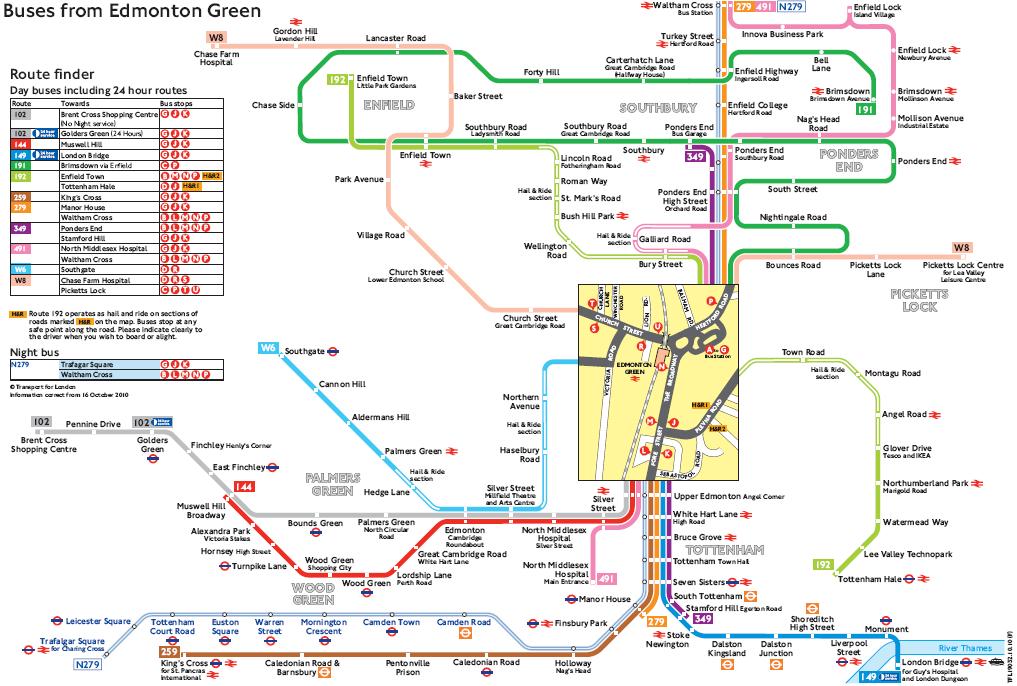 Buses from Edmonton Green
Route finder
Day buses including 24 hour routes
Route Towards Bus stops
102 Brent Cross Shopping Centre G J K
(No Night service)
102 24 hour service Golders Green (24 Hours) G J K
144 Muswell Hill G J K
149 24 hour service London Bridge G J K
191 Brimsdown via Enfield C P
192 Enfield Town B M N P H&R2
Tottenham Hale D J H&R1
259 King's Cross G J K
279 Manor House G J K
Waltham Cross B L M N P
349 Ponders End B L M N P
Stamford Hill G J K
491 North Middlesex Hospital G J K
Waltham Cross B L M N P
W6 Southgate D R
W8 Chase Farm Hospital D R S
Picketts Lock C P T U
H&R Route 192 operates as hail and ride on sections of
roads marked H&R on the map. Buses stop at any
safe point along the road. Please indicate clearly to
the driver when you wish to board or alight.
Night bus
N279 Trafalgar Square G J K
Waltham Cross B L M N P
© Transport for London
Information correct from 16 October 2010
W8
Chase Farm
Hospital
Gordon Hill
Lavender Hill
Lancaster Road
192
Enfield Town
Little Park Gardens
ENFIELD
Baker Street
Chase Side
Forty Hill
Carterhatch Lane
Great Cambridge Road
(Halfway House)
SOUTHBURY
Waltham Cross
Bus Station
279 491 N279
Turkey Street
Hertford Road
Innova Business Park
Enfield Lock
Island Village
Enfield Lock
Newbury Avenue
Enfield Highway
Ingersoll Road
Bell
Lane
Brimsdown
Brimsdown Avenue
191
Brimsdown
Mollison Avenue
Enfield College
Hertford Road
Nag's Head
Road
Mollison Avenue
Industrial Estate
Southbury Road
Ladysmith Road
Southbury Road
Great Cambridge Road
Ponders End
Bus Garage
Enfield Town
Southbury
349
Ponders End
Southbury Road
PONDERS
END
Ponders End
Lincoln Road
Fotheringham Road
Park Avenue
Roman Way
Hail & Ride
section
St. Mark's Road
Ponders End
High Street
Orchard Road
South Street
Bush Hill Park
Nightingale Road
Village Road
Hail & Ride
section
Galliard Road
Wellington
Road
Bury Street
Bounces Road
Picketts Lock
Lane
W8
Picketts Lock Centre
for Lea Valley
Leisure Centre
PICKETTS
LOCK
Church Street
Lower Edmonton School
Church Street
Great Cambridge Road
CHURCH
LANE
WINCHESTER
ROAD
LION RD.
BALHAM RD.
HERTFORD ROAD
CHURCH STREET
VICTORIA ROAD
EDMONTON
GREEN
THE BROADWAY
Bus Station
H&R1
H&R2
PLEVNA ROAD
FORE STREET
SEBASTOPOL ROAD
T
P
S
U
R
A
G
N
M
J
L
K
W6
Southgate
Cannon Hill
Aldermans Hill
Palmers Green
Hail & Ride
section
Hedge Lane
Northern
Avenue
Hail & Ride
section
Haselbury
Road
Silver Street
Millfield Theatre
and Arts Centre
Town Road
Hail & Ride
section
Montagu Road
Angel Road
Glover Drive
Tesco and IKEA
Northumberland Park
Marigold Road
Watermead Way
Lee Valley Technopark
192
Tottenham Hale
102
Brent Cross
Shopping Centre
Pennine Drive
102 24 hour service
Golders
Green
Finchley Henly's Corner
East Finchley
PALMERS
GREEN
144
Muswell Hill
Broadway
Bounds Green
Palmers Green
North Circular
Road
Edmonton
Cambridge
Roundabout
North Middlesex
Hospital
Silver Street
Silver
Street
Alexandra Park
Victoria Stakes
Hornsey High Street
Turnpike Lane
Wood Green
Shopping City
Wood Green
WOOD
GREEN
Great Cambridge Road
White Hart Lane
Lordship Lane
Perth Road
North Middlesex
Hospital
Main Entrance
491
Upper Edmonton Angel Corner
White Hart Lane
High Road
Bruce Grove
TOTTENHAM
Tottenham Town Hall
Seven Sisters
South Tottenham
Stamford Hill Egerton Road
349
279
Manor House
Finsbury Park
Stoke
Newington
Dalston
Kingsland
Dalston
Junction
Shoreditch
High Street
Liverpool
Street
Monument
River Thames
London Bridge
for Guy's Hospital
and London Dungeon
149 24 hour service
Leicester Square
Trafalgar Square
for Charing Cross
N279
Tottenham
Court Road
Euston
Square
Warren
Street
Mornington
Crescent
Camden Town
Camden Road
259
King's Cross
for St. Pancras
International
Caledonian Road &
Barnsbury
Pentonville
Prison
Caledonian Road
Holloway
Nag's Head